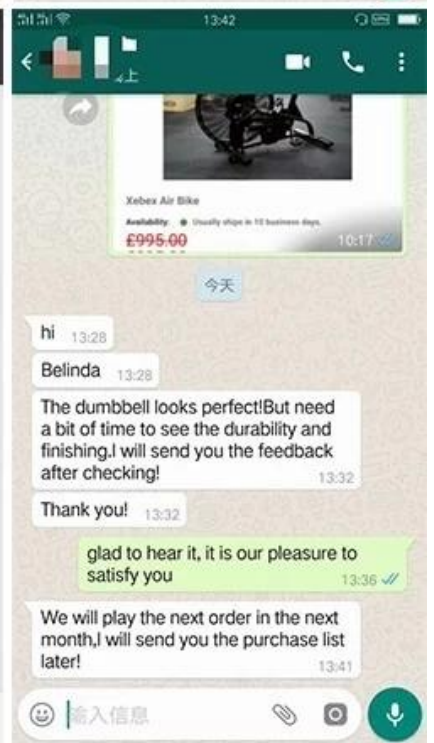 13:42
上
Xebex Air Bike
Availability: Usually ships in 10 business days.
£995.00
10:17
今天
hi 13:28
Belinda 13:28
The dumbbell looks perfect!But need
a bit of time to see the durability and
finishing.I will send you the feedback
after checking!
13:32
Thank you! 13:32
glad to hear it, it is our pleasure to
satisfy you
13:36
We will play the next order in the next
month,I will send you the purchase list
later!
13:41
输入信息